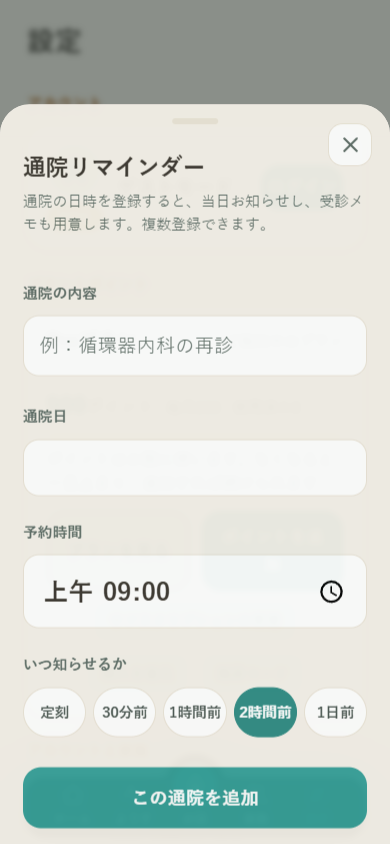 設定
通院リマインダー
通院の日時を登録すると、当日お知らせし、受診メ
モも用意します。複数登録できます。
通院の内容
例：循環器内科の再診
通院日
予約時間
上午 09:00
いつ知らせるか
定刻
30分前
1時間前
2時間前
1日前
この通院を追加